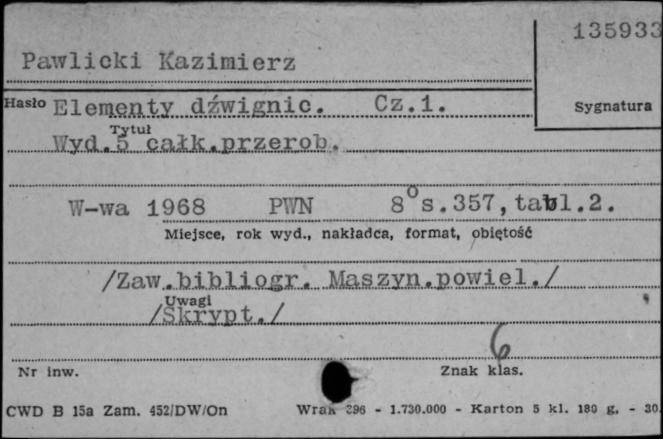 135933
Pawlicki Kazimierz
Hasło Elementy dźwignic. Cz.1. Sygnatura
Tytuł
Wyd.5 całk.przerob.
W-wa 1968 PWN 8° s.357, tabl.2.
Miejsce, rok wyd., nakładca, format, objętość
/Zaw.bibliogr. Maszyn.powiel./
Uwagi
/Skrypt./
6
Nr inw. Znak klas.
CWD B 15a Zam. 452/DW/On 396 - 1.730.000 - Karton 5 kl. 180 g. - 30.